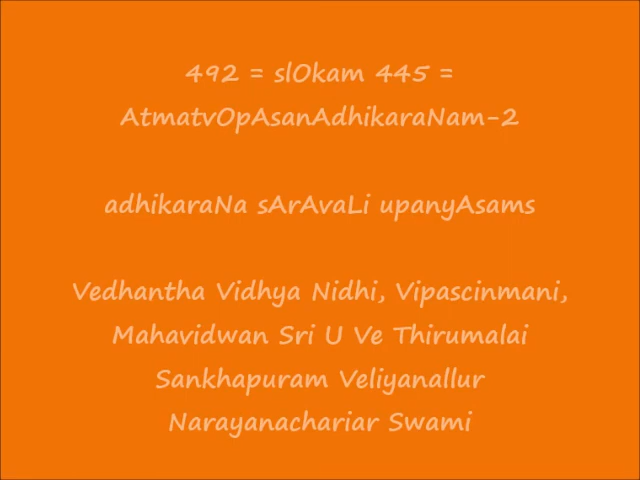 492 = slOkam 445 =
AtmatvOpAsanAdhikaraNam-2
adhikaraNa sArAvaLi upanyAsams
Vedhantha Vidhya Nidhi, Vipascinmani,
Mahavidwan Sri U Ve Thirumalai
Sankhapuram Veliyanallur
Narayanachariar Swami